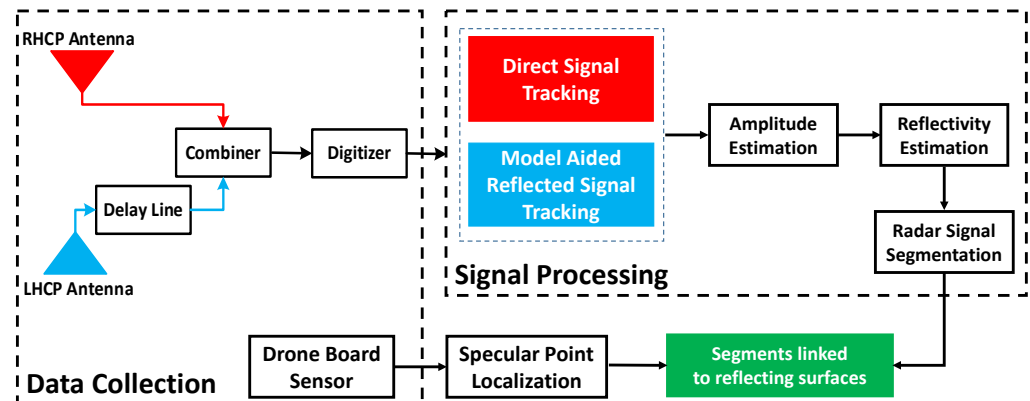 RHCP Antenna
Combiner
Digitizer
Delay Line
LHCP Antenna
Drone Board
Sensor
Data Collection
Direct Signal
Tracking
Model Aided
Reflected Signal
Tracking
Amplitude
Estimation
Reflectivity
Estimation
Radar Signal
Segmentation
Signal Processing
Specular Point
Localization
Segments linked
to reflecting surfaces